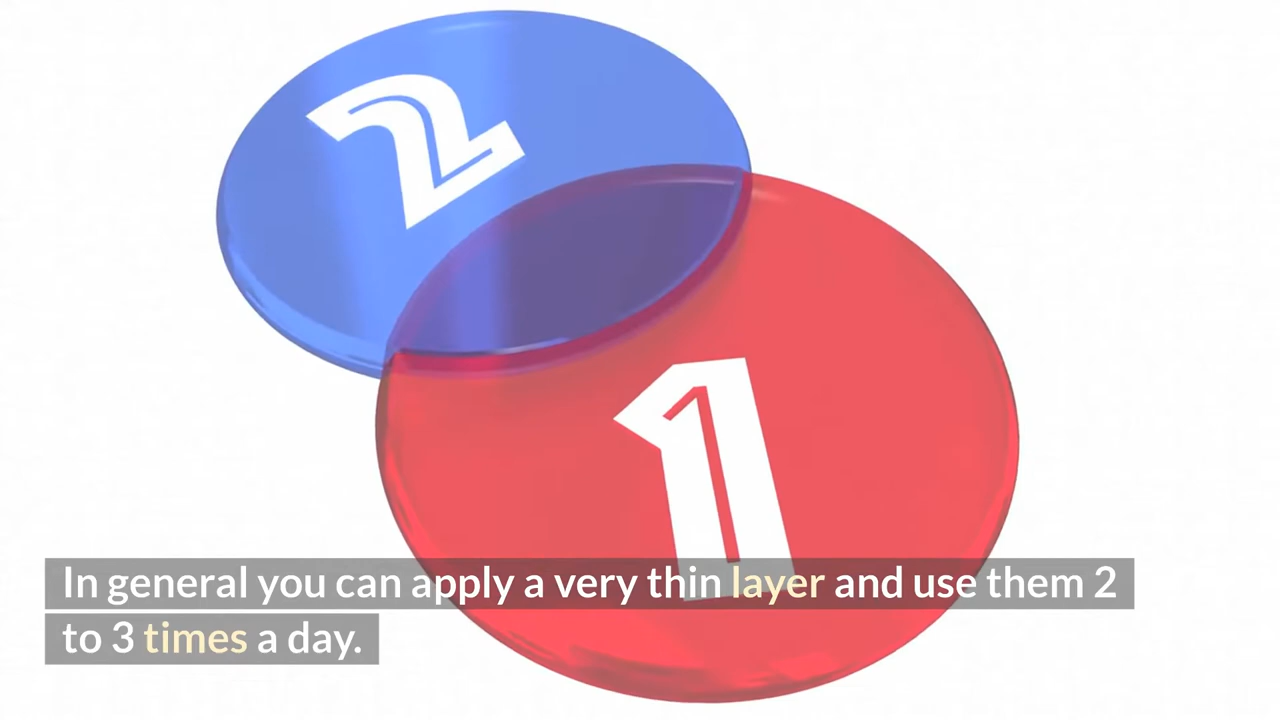 2
1
In general you can apply a very thin layer and use them 2
to 3 times a day.